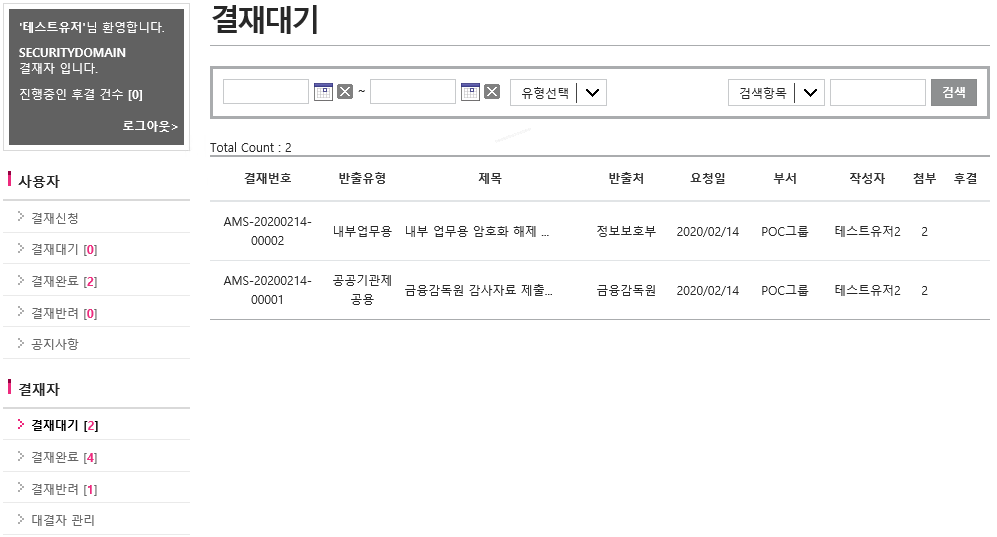 '테스트유저'님 환영합니다.
SECURITYDOMAIN
결재자 입니다.
진행중인 후결 건수 [0]
로그아웃>
사용자
결재신청
결재대기 [0]
결재완료 [2]
결재반려 [0]
공지사항
결재자
결재대기 [2]
결재완료 [4]
결재반려 [1]
대결자 관리
결재대기
~ 유형선택 검색항목 검색
Total Count : 2
결재번호 반출유형 제목 반출처 요청일 부서 작성자 첨부 후결
AMS-20200214-
00002 내부업무용 내부 업무용 암호화 해제 ... 정보보호부 2020/02/14 POC그룹 테스트유저2 2
AMS-20200214-
00001 공공기관제
공용 금융감독원 감사자료 제출... 금융감독원 2020/02/14 POC그룹 테스트유저2 2